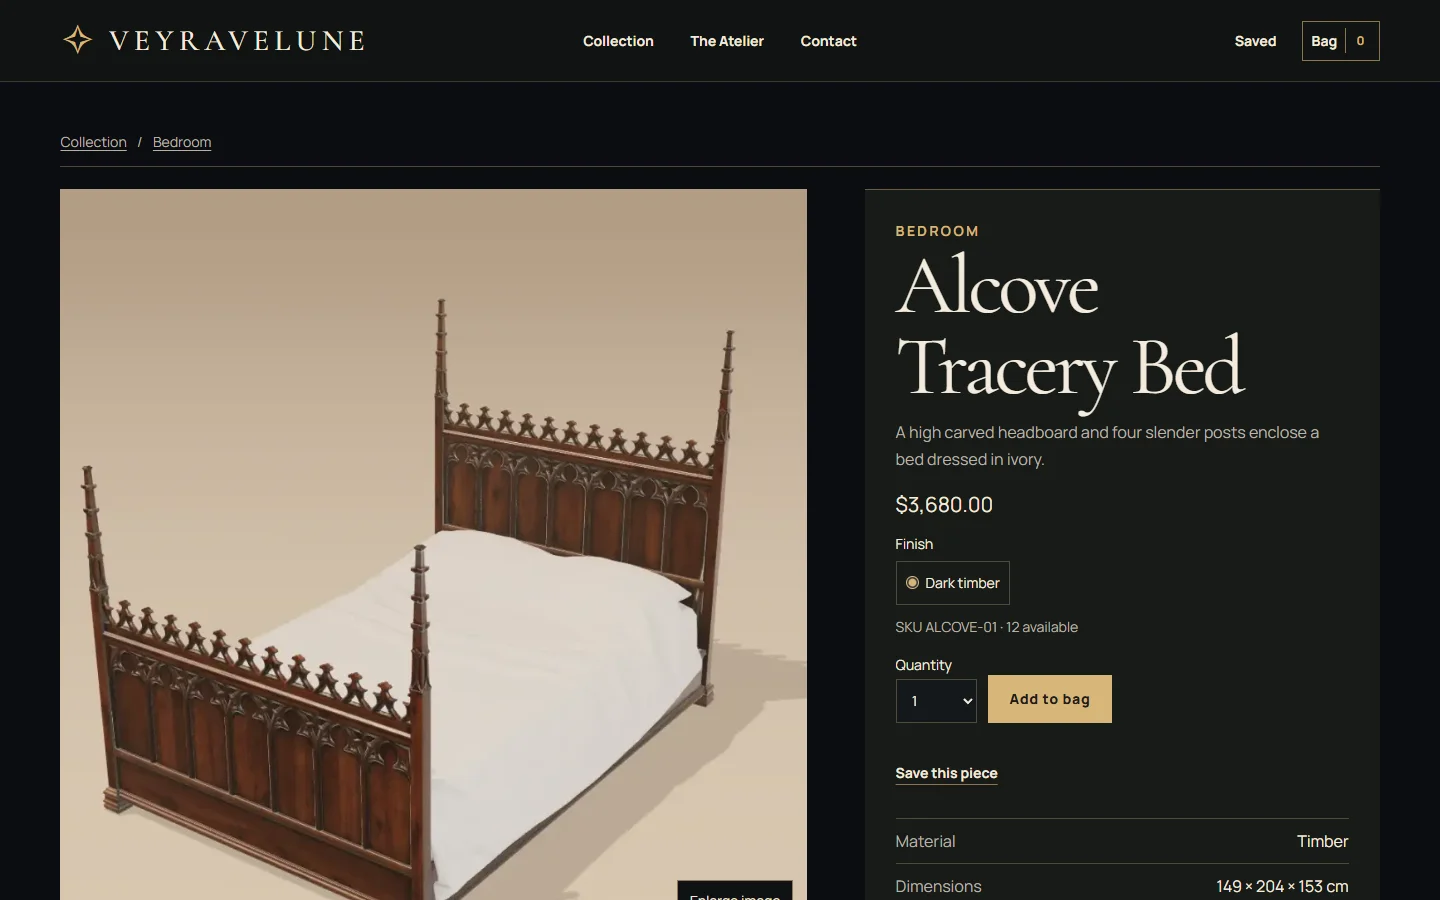 VEYRAVELUNE
Collection
The Atelier
Contact
Saved
Bag 0
Collection / Bedroom
BEDROOM
Alcove
Tracery Bed
A high carved headboard and four slender posts enclose a
bed dressed in ivory.
$3,680.00
Finish
Dark timber
SKU ALCOVE-01 · 12 available
Quantity
1
Add to bag
Save this piece
Material Timber
Dimensions 149 × 204 × 153 cm
Enlarge image